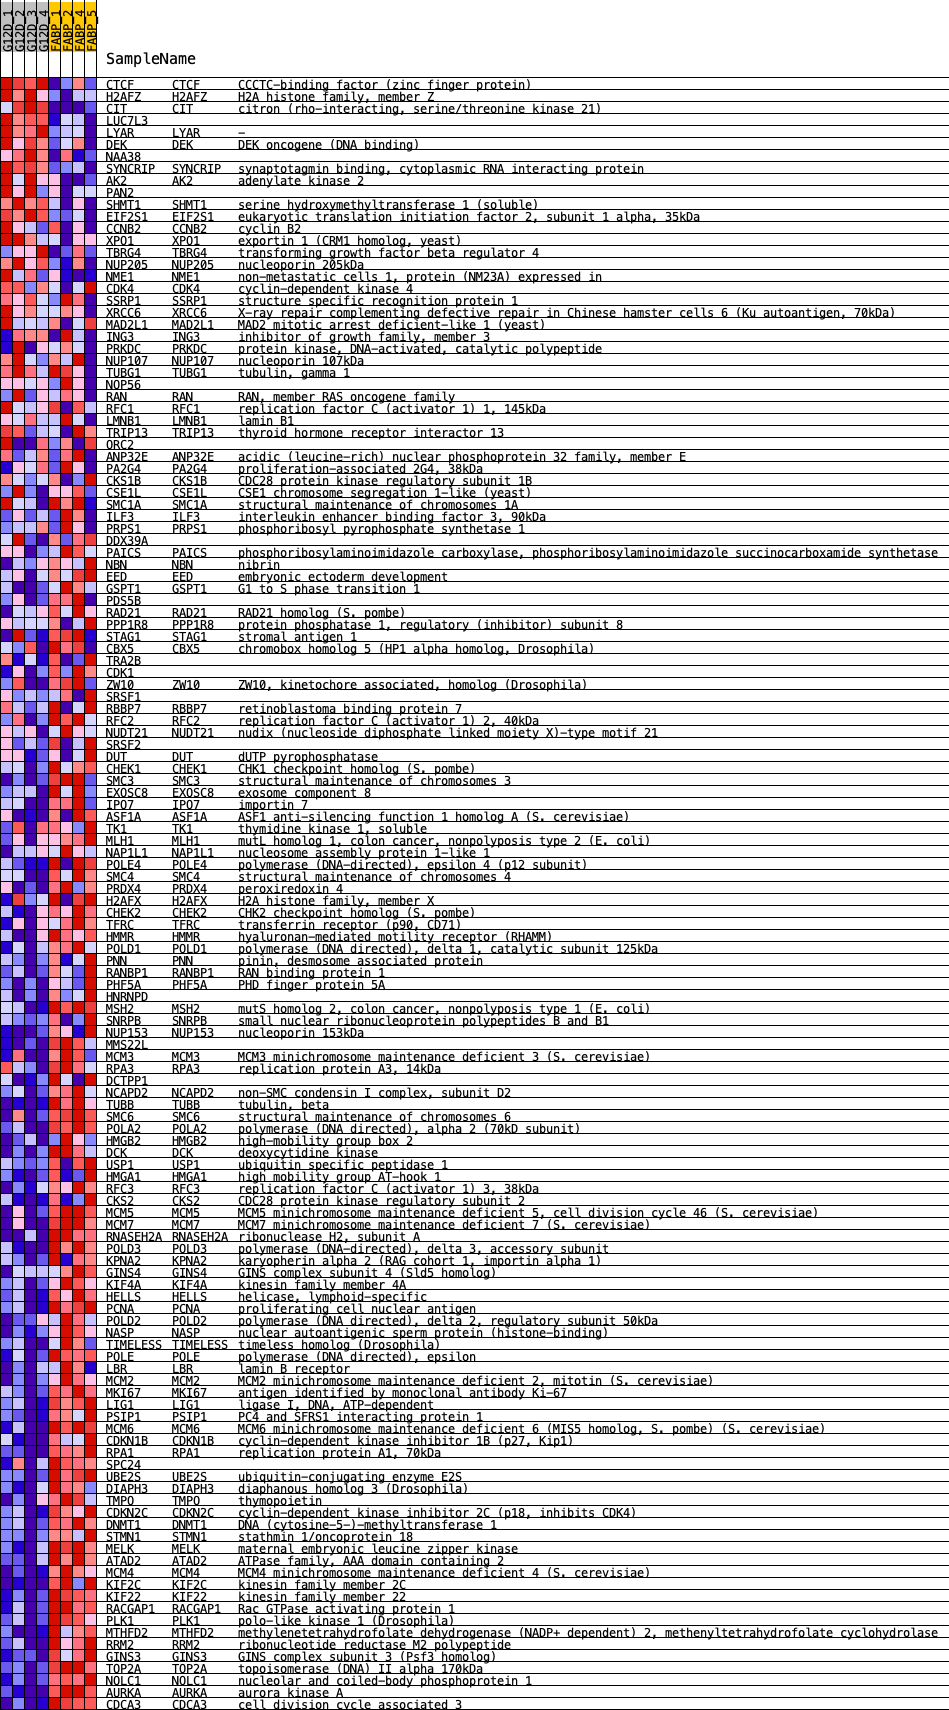 G12D_1 G12D_2 G12D_3 G12D_4 FABP_1 FABP_2 FABP_4 FABP_5
SampleName
CTCF CTCF CCCTC-binding factor (zinc finger protein)
H2AFZ H2AFZ H2A histone family, member Z
CIT CIT citron (rho-interacting, serine/threonine kinase 21)
LUC7L3
LYAR LYAR -
DEK DEK DEK oncogene (DNA binding)
NAA38
SYNCRIP SYNCRIP synaptotagmin binding, cytoplasmic RNA interacting protein
AK2 AK2 adenylate kinase 2
PAN2
SHMT1 SHMT1 serine hydroxymethyltransferase 1 (soluble)
EIF2S1 EIF2S1 eukaryotic translation initiation factor 2, subunit 1 alpha, 35kDa
CCNB2 CCNB2 cyclin B2
XPO1 XPO1 exportin 1 (CRM1 homolog, yeast)
TBRG4 TBRG4 transforming growth factor beta regulator 4
NUP205 NUP205 nucleoporin 205kDa
NME1 NME1 non-metastatic cells 1, protein (NM23A) expressed in
CDK4 CDK4 cyclin-dependent kinase 4
SSRP1 SSRP1 structure specific recognition protein 1
XRCC6 XRCC6 X-ray repair complementing defective repair in Chinese hamster cells 6 (Ku autoantigen, 70kDa)
MAD2L1 MAD2L1 MAD2 mitotic arrest deficient-like 1 (yeast)
ING3 ING3 inhibitor of growth family, member 3
PRKDC PRKDC protein kinase, DNA-activated, catalytic polypeptide
NUP107 NUP107 nucleoporin 107kDa
TUBG1 TUBG1 tubulin, gamma 1
NOP56
RAN RAN RAN, member RAS oncogene family
RFC1 RFC1 replication factor C (activator 1) 1, 145kDa
LMNB1 LMNB1 lamin B1
TRIP13 TRIP13 thyroid hormone receptor interactor 13
ORC2
ANP32E ANP32E acidic (leucine-rich) nuclear phosphoprotein 32 family, member E
PA2G4 PA2G4 proliferation-associated 2G4, 38kDa
CKS1B CKS1B CDC28 protein kinase regulatory subunit 1B
CSE1L CSE1L CSE1 chromosome segregation 1-like (yeast)
SMC1A SMC1A structural maintenance of chromosomes 1A
ILF3 ILF3 interleukin enhancer binding factor 3, 90kDa
PRPS1 PRPS1 phosphoribosyl pyrophosphate synthetase 1
DDX39A
PAICS PAICS phosphoribosylaminoimidazole carboxylase, phosphoribosylaminoimidazole succinocarboxamide synthetase
NBN NBN nibrin
EED EED embryonic ectoderm development
GSPT1 GSPT1 G1 to S phase transition 1
PDS5B
RAD21 RAD21 RAD21 homolog (S. pombe)
PPP1R8 PPP1R8 protein phosphatase 1, regulatory (inhibitor) subunit 8
STAG1 STAG1 stromal antigen 1
CBX5 CBX5 chromobox homolog 5 (HP1 alpha homolog, Drosophila)
TRA2B
CDK1
ZW10 ZW10 ZW10, kinetochore associated, homolog (Drosophila)
SRSF1
RBBP7 RBBP7 retinoblastoma binding protein 7
RFC2 RFC2 replication factor C (activator 1) 2, 40kDa
NUDT21 NUDT21 nudix (nucleoside diphosphate linked moiety X)-type motif 21
SRSF2
DUT DUT dUTP pyrophosphatase
CHEK1 CHEK1 CHK1 checkpoint homolog (S. pombe)
SMC3 SMC3 structural maintenance of chromosomes 3
EXOSC8 EXOSC8 exosome component 8
IPO7 IPO7 importin 7
ASF1A ASF1A ASF1 anti-silencing function 1 homolog A (S. cerevisiae)
TK1 TK1 thymidine kinase 1, soluble
MLH1 MLH1 mutL homolog 1, colon cancer, nonpolyposis type 2 (E. coli)
NAP1L1 NAP1L1 nucleosome assembly protein 1-like 1
POLE4 POLE4 polymerase (DNA-directed), epsilon 4 (p12 subunit)
SMC4 SMC4 structural maintenance of chromosomes 4
PRDX4 PRDX4 peroxiredoxin 4
H2AFX H2AFX H2A histone family, member X
CHEK2 CHEK2 CHK2 checkpoint homolog (S. pombe)
TFRC TFRC transferrin receptor (p90, CD71)
HMMR HMMR hyaluronan-mediated motility receptor (RHAMM)
POLD1 POLD1 polymerase (DNA directed), delta 1, catalytic subunit 125kDa
PNN PNN pinin, desmosome associated protein
RANBP1 RANBP1 RAN binding protein 1
PHF5A PHF5A PHD finger protein 5A
HNRNPD
MSH2 MSH2 mutS homolog 2, colon cancer, nonpolyposis type 1 (E. coli)
SNRPB SNRPB small nuclear ribonucleoprotein polypeptides B and B1
NUP153 NUP153 nucleoporin 153kDa
MMS22L
MCM3 MCM3 MCM3 minichromosome maintenance deficient 3 (S. cerevisiae)
RPA3 RPA3 replication protein A3, 14kDa
DCTPP1
NCAPD2 NCAPD2 non-SMC condensin I complex, subunit D2
TUBB TUBB tubulin, beta
SMC6 SMC6 structural maintenance of chromosomes 6
POLA2 POLA2 polymerase (DNA directed), alpha 2 (70kD subunit)
HMGB2 HMGB2 high-mobility group box 2
DCK DCK deoxycytidine kinase
USP1 USP1 ubiquitin specific peptidase 1
HMGA1 HMGA1 high mobility group AT-hook 1
RFC3 RFC3 replication factor C (activator 1) 3, 38kDa
CKS2 CKS2 CDC28 protein kinase regulatory subunit 2
MCM5 MCM5 MCM5 minichromosome maintenance deficient 5, cell division cycle 46 (S. cerevisiae)
MCM7 MCM7 MCM7 minichromosome maintenance deficient 7 (S. cerevisiae)
RNASEH2A RNASEH2A ribonuclease H2, subunit A
POLD3 POLD3 polymerase (DNA-directed), delta 3, accessory subunit
KPNA2 KPNA2 karyopherin alpha 2 (RAG cohort 1, importin alpha 1)
GINS4 GINS4 GINS complex subunit 4 (Sld5 homolog)
KIF4A KIF4A kinesin family member 4A
HELLS HELLS helicase, lymphoid-specific
PCNA PCNA proliferating cell nuclear antigen
POLD2 POLD2 polymerase (DNA directed), delta 2, regulatory subunit 50kDa
NASP NASP nuclear autoantigenic sperm protein (histone-binding)
TIMELESS TIMELESS timeless homolog (Drosophila)
POLE POLE polymerase (DNA directed), epsilon
LBR LBR lamin B receptor
MCM2 MCM2 MCM2 minichromosome maintenance deficient 2, mitotin (S. cerevisiae)
MKI67 MKI67 antigen identified by monoclonal antibody Ki-67
LIG1 LIG1 ligase I, DNA, ATP-dependent
PSIP1 PSIP1 PC4 and SFRS1 interacting protein 1
MCM6 MCM6 MCM6 minichromosome maintenance deficient 6 (MIS5 homolog, S. pombe) (S. cerevisiae)
CDKN1B CDKN1B cyclin-dependent kinase inhibitor 1B (p27, Kip1)
RPA1 RPA1 replication protein A1, 70kDa
SPC24
UBE2S UBE2S ubiquitin-conjugating enzyme E2S
DIAPH3 DIAPH3 diaphanous homolog 3 (Drosophila)
TMPO TMPO thymopoietin
CDKN2C CDKN2C cyclin-dependent kinase inhibitor 2C (p18, inhibits CDK4)
DNMT1 DNMT1 DNA (cytosine-5-)-methyltransferase 1
STMN1 STMN1 stathmin 1/oncoprotein 18
MELK MELK maternal embryonic leucine zipper kinase
ATAD2 ATAD2 ATPase family, AAA domain containing 2
MCM4 MCM4 MCM4 minichromosome maintenance deficient 4 (S. cerevisiae)
KIF2C KIF2C kinesin family member 2C
KIF22 KIF22 kinesin family member 22
RACGAP1 RACGAP1 Rac GTPase activating protein 1
PLK1 PLK1 polo-like kinase 1 (Drosophila)
MTHFD2 MTHFD2 methylenetetrahydrofolate dehydrogenase (NADP+ dependent) 2, methenyltetrahydrofolate cyclohydrolase
RRM2 RRM2 ribonucleotide reductase M2 polypeptide
GINS3 GINS3 GINS complex subunit 3 (Psf3 homolog)
TOP2A TOP2A topoisomerase (DNA) II alpha 170kDa
NOLC1 NOLC1 nucleolar and coiled-body phosphoprotein 1
AURKA AURKA aurora kinase A
CDCA3 CDCA3 cell division cycle associated 3